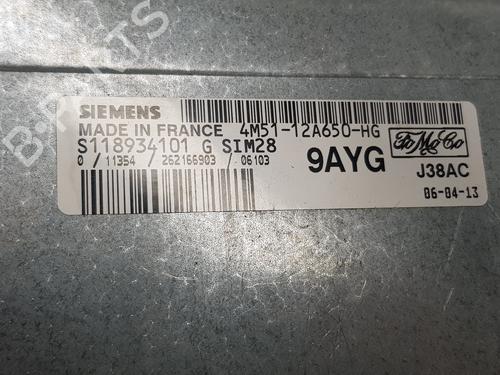 B-PARTS
SIEMENS
MADE IN FRANCE 4M51-12A650-HG
S118934101 G SIM28
0 / 11354 / 262166903 / 06103
9AYG
FoMoCo
J38AC
06-04-13